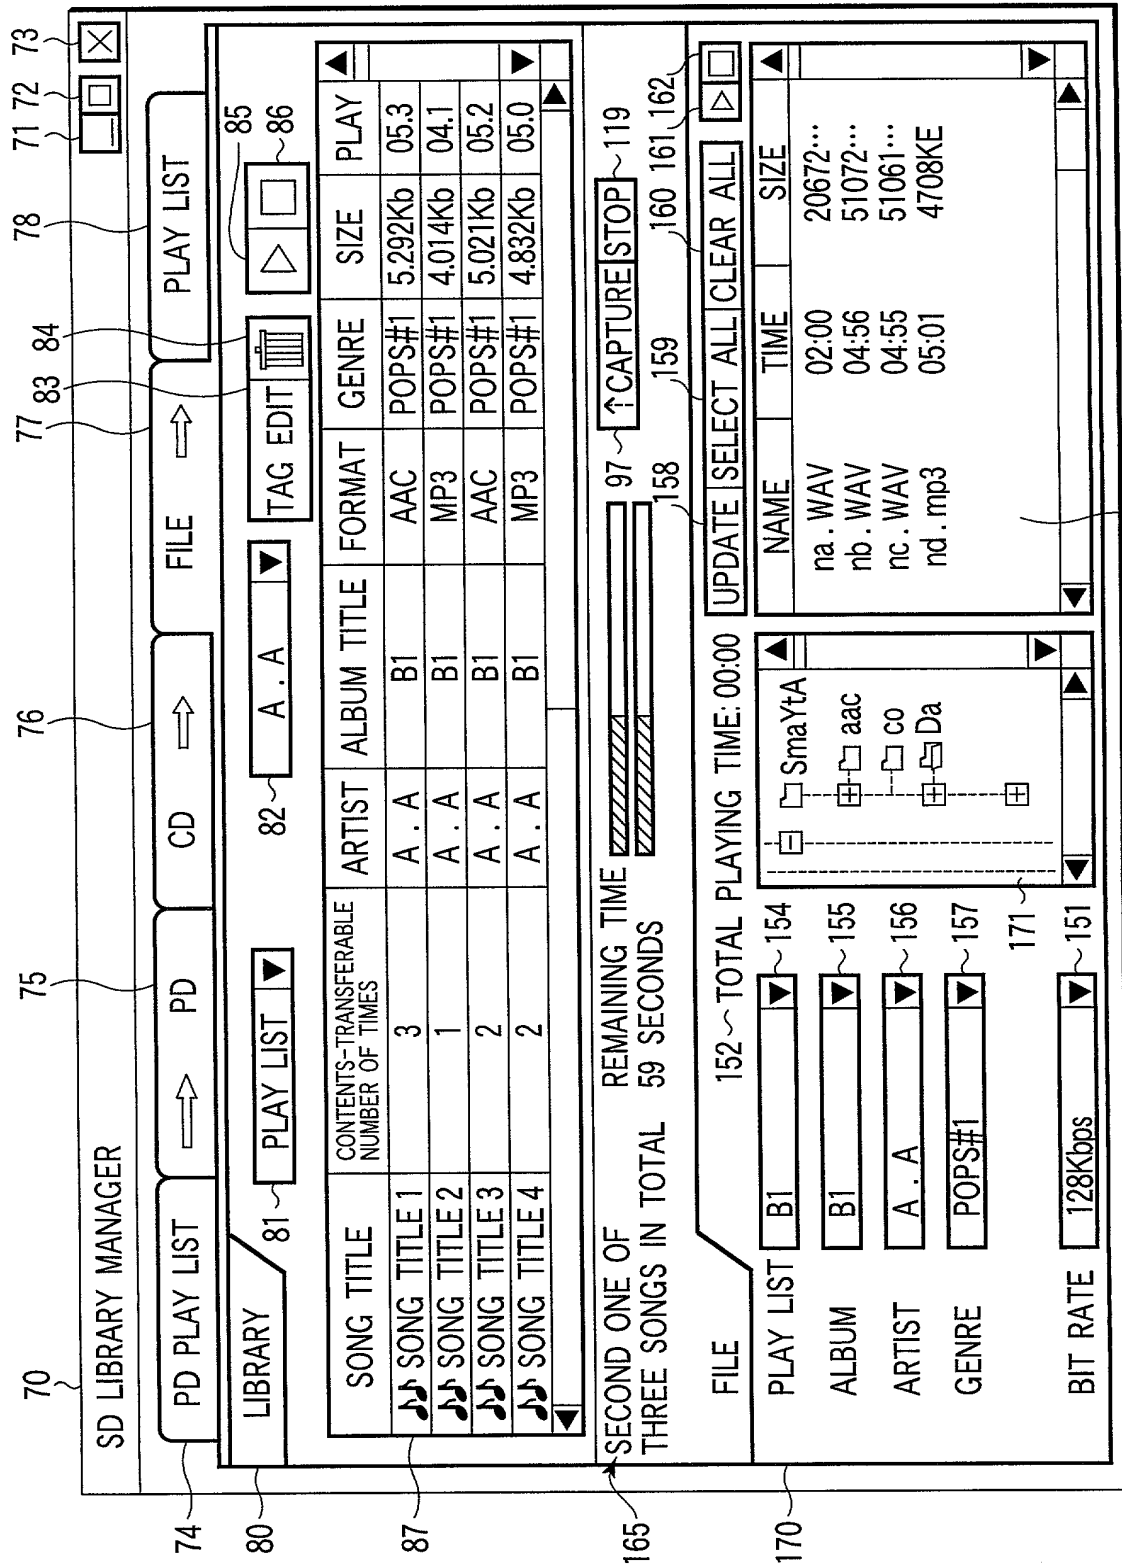 71 72 73
70 SD LIBRARY MANAGER
74 75 76 77 78
PD PLAY LIST PD CD FILE PLAY LIST
80 LIBRARY
81 PLAY LIST 82 A . A 83 TAG EDIT 84 85 86
SONG TITLE CONTENTS-TRANSFERABLE NUMBER OF TIMES ARTIST ALBUM TITLE FORMAT GENRE SIZE PLAY
SONG TITLE 1 3 A . A B1 AAC POPS#1 5.292Kb 05.3
SONG TITLE 2 1 A . A B1 MP3 POPS#1 4.014Kb 04.1
SONG TITLE 3 2 A . A B1 AAC POPS#1 5.021Kb 05.2
SONG TITLE 4 2 A . A B1 MP3 POPS#1 4.832Kb 05.0
87
165 SECOND ONE OF REMAINING TIME 97 ↑CAPTURE STOP 119
THREE SONGS IN TOTAL 59 SECONDS
158 159 160 161 162
170 FILE 152 TOTAL PLAYING TIME: 00:00 UPDATE SELECT ALL CLEAR ALL
PLAY LIST B1 154
ALBUM B1 155
ARTIST A . A 156
GENRE POPS#1 157
BIT RATE 128Kbps 151
171
SmaYtA
aac
co
Da
NAME TIME SIZE
na . WAV 02:00 20672...
nb . WAV 04:56 51072...
nc . WAV 04:55 51061...
nd . mp3 05:01 4708KE